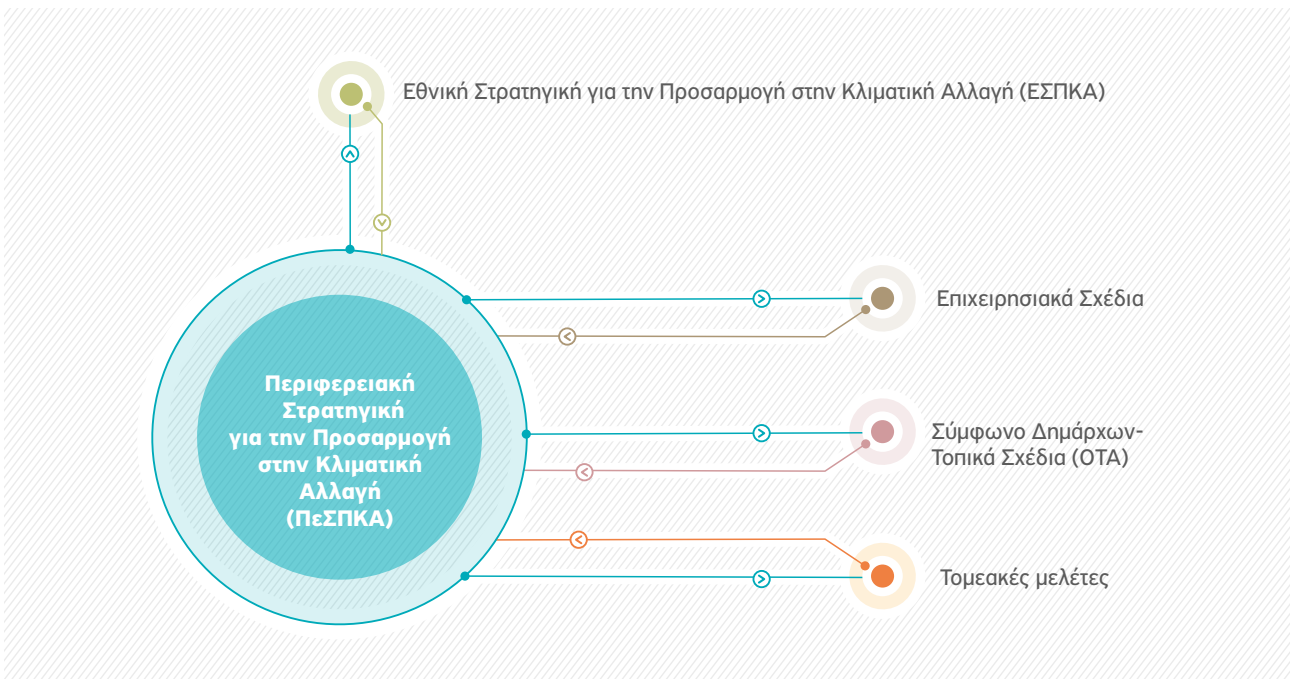 Εθνική Στρατηγική για την Προσαρμογή στην Κλιματική Αλλαγή (ΕΣΠΚΑ)
Περιφερειακή
Στρατηγική
για την Προσαρμογή
στην Κλιματική
Αλλαγή
(ΠεΣΠΚΑ)
Επιχειρησιακά Σχέδια
Σύμφωνο Δημάρχων-
Τοπικά Σχέδια (ΟΤΑ)
Τομεακές μελέτες